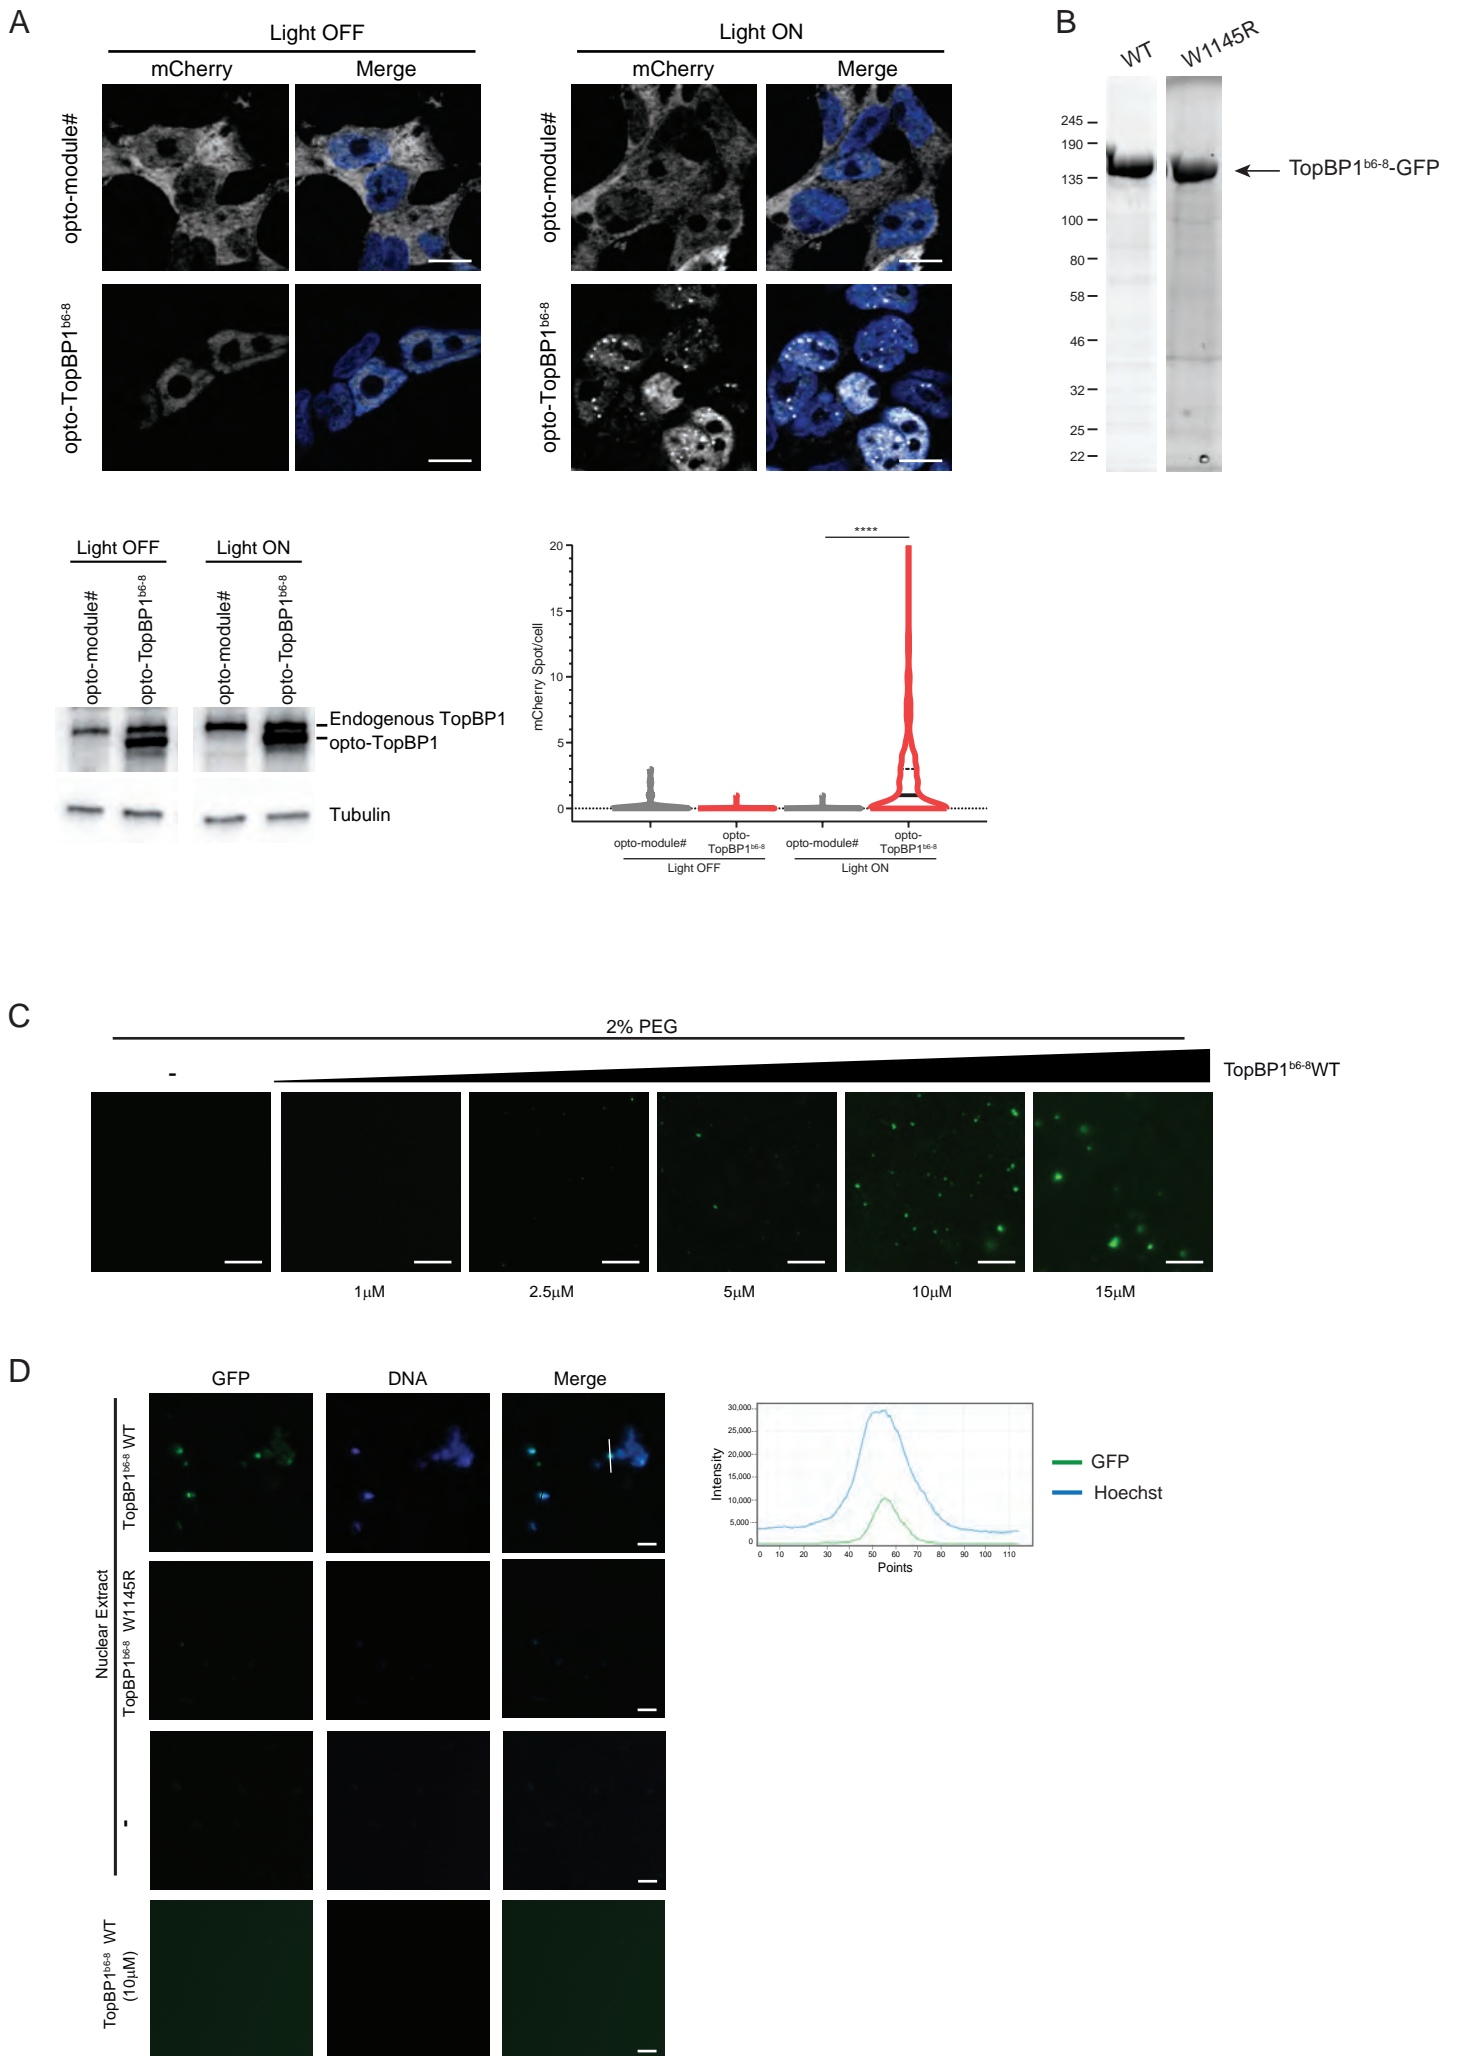 A
Light OFF
Light ON
mCherry Merge
mCherry Merge
opto-module#
opto-TopBP1b6-8
opto-module#
opto-TopBP1b6-8
B
WT W1145R
245
190
135
100
80
58
46
32
25
22
TopBP1b6-8-GFP
Light OFF Light ON
opto-module#
opto-TopBP1b6-8
opto-module#
opto-TopBP1b6-8
Endogenous TopBP1
opto-TopBP1
Tubulin
****
mCherry Spot/cell
20
15
10
5
0
opto-module#
opto-
TopBP1b6-8
opto-module#
opto-
TopBP1b6-8
Light OFF
Light ON
C
2% PEG
-
TopBP1b6-8WT
1µM 2.5µM 5µM 10µM 15µM
D
GFP DNA Merge
Nuclear Extract
TopBP1b6-8 WT
TopBP1b6-8 W1145R
-
TopBP1b6-8 WT
(10µM)
Intensity
30,000
25,000
20,000
15,000
10,000
5,000
0
0 10 20 30 40 50 60 70 80 90 100 110
Points
GFP
Hoechst